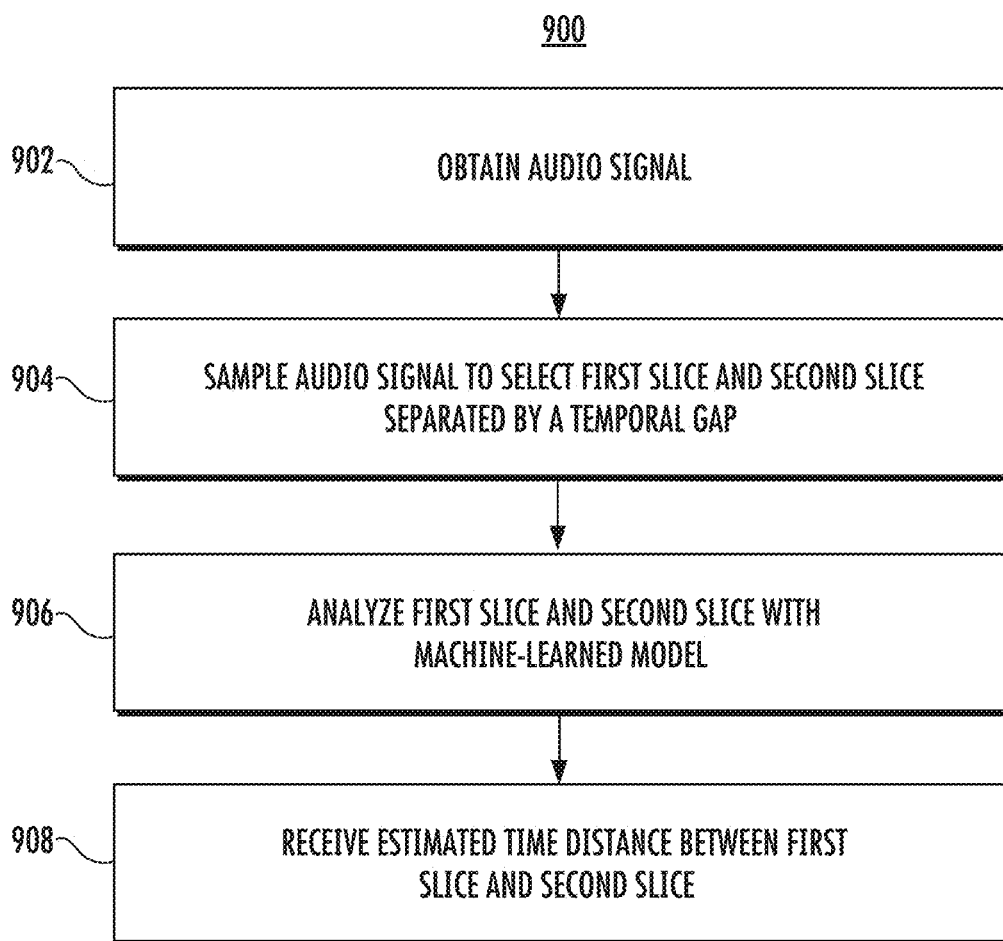 900
902
OBTAIN AUDIO SIGNAL
904
SAMPLE AUDIO SIGNAL TO SELECT FIRST SLICE AND SECOND SLICE
SEPARATED BY A TEMPORAL GAP
906
ANALYZE FIRST SLICE AND SECOND SLICE WITH
MACHINE-LEARNED MODEL
908
RECEIVE ESTIMATED TIME DISTANCE BETWEEN FIRST
SLICE AND SECOND SLICE